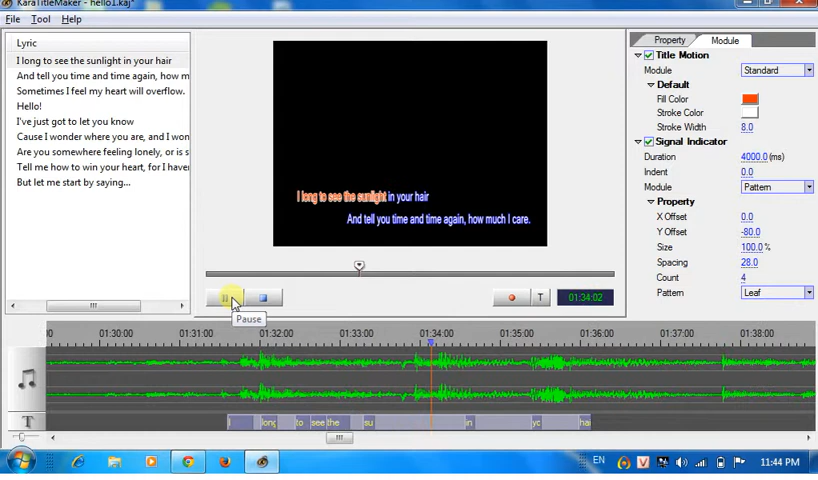 KaraTitleMaker - hello1.kaj*
File Tool Help
Lyric
I long to see the sunlight in your hair
And tell you time and time again, how m
Sometimes I feel my heart will overflow.
Hello!
I've just got to let you know
Cause I wonder where you are, and I won
Are you somewhere feeling lonely, or is s
Tell me how to win your heart, for I haven
But let me start by saying...
I long to see the sunlight in your hair
And tell you time and time again, how much I care.
T
01:34:02
Pause
Property Module
Title Motion
Module Standard
Default
Fill Color
Stroke Color
Stroke Width 8.0
Signal Indicator
Duration 4000.0 (ms)
Indent 0.0
Module Pattern
Property
X Offset 0.0
Y Offset -80.0
Size 100.0 %
Spacing 28.0
Count 4
Pattern Leaf
00 01:30:00 01:31:00 01:32:00 01:33:00 01:34:00 01:35:00 01:36:00 01:37:00 01:38:00
T I long to see the su in yo hai
EN 11:44 PM